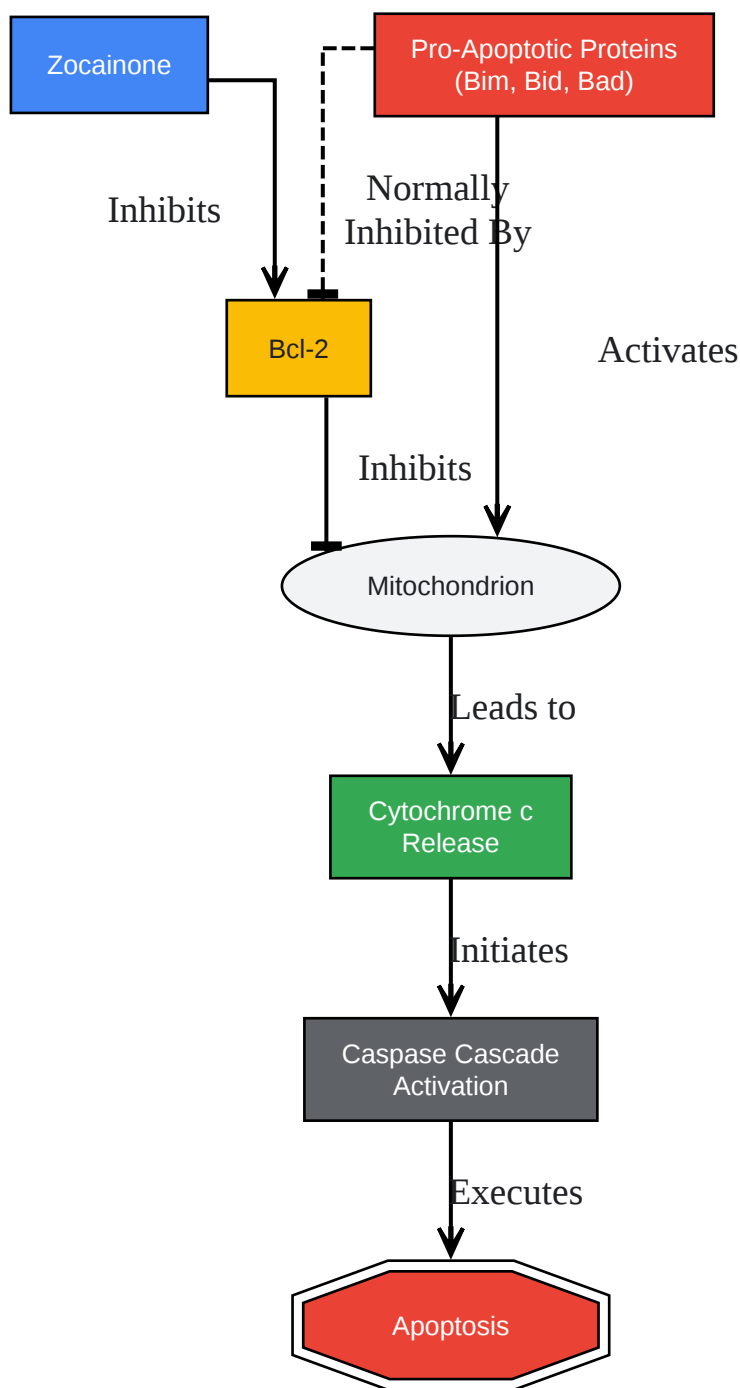 Zocainone
Pro-Apoptotic Proteins
(Bim, Bid, Bad)
Inhibits
Normally
Inhibited By
Bcl-2
Activates
Inhibits
Mitochondrion
Leads to
Cytochrome c
Release
Initiates
Caspase Cascade
Activation
Executes
Apoptosis